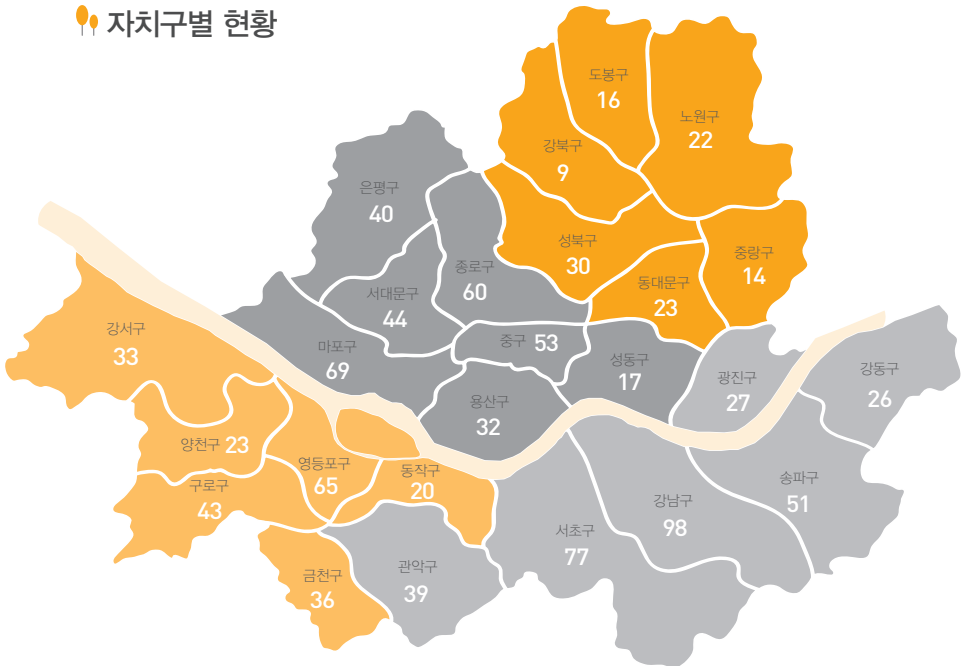 자치구별 현황
도봉구
16
노원구
22
강북구
9
은평구
40
성북구
30
중랑구
14
종로구
60
동대문구
23
서대문구
44
강서구
33
마포구
69
중구 53
성동구
17
광진구
27
강동구
26
용산구
32
양천구 23
영등포구
65
동작구
20
구로구
43
송파구
51
강남구
98
서초구
77
관악구
39
금천구
36